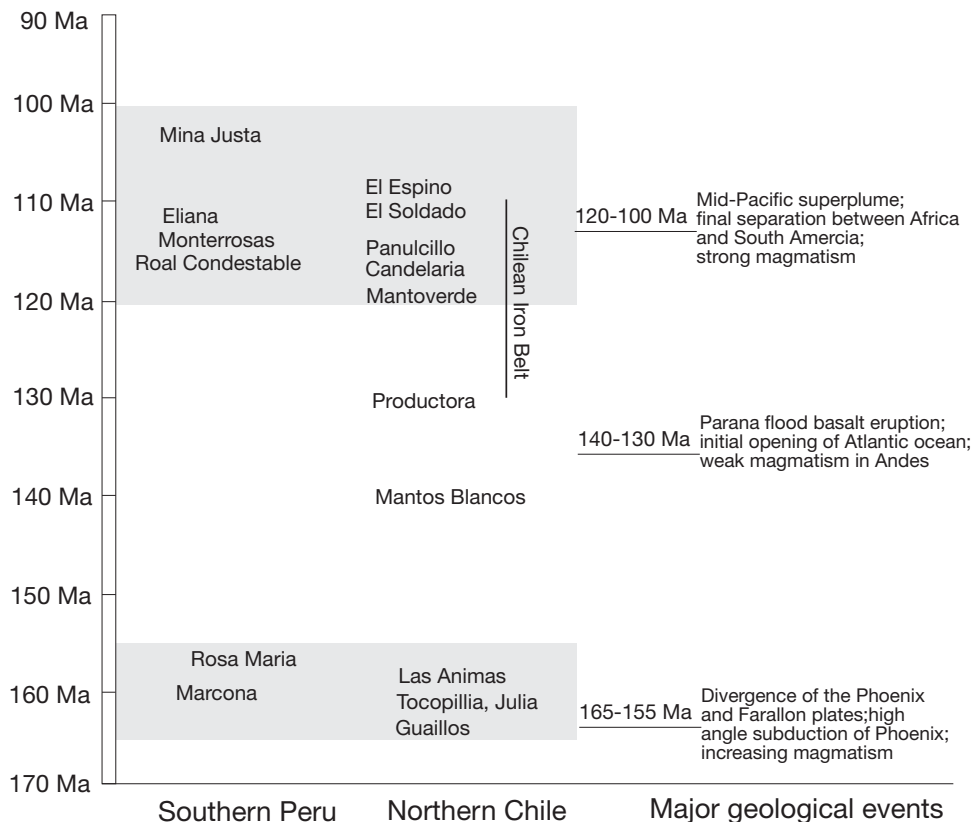 90 Ma
100 Ma
110 Ma
120 Ma
130 Ma
140 Ma
150 Ma
160 Ma
170 Ma
Mina Justa
Eliana
Monterrosas
Roal Condestable
Rosa Maria
Marcona
El Espino
El Soldado
Panulcillo
Candelaria
Mantoverde
Productora
Mantos Blancos
Las Animas
Tocopillia, Julia
Guaillos
Chilean Iron Belt
120-100 Ma
Mid-Pacific superplume;
final separation between Africa
and South Amercia;
strong magmatism
140-130 Ma
Parana flood basalt eruption;
initial opening of Atlantic ocean;
weak magmatism in Andes
165-155 Ma
Divergence of the Phoenix
and Farallon plates;high
angle subduction of Phoenix;
increasing magmatism
Southern Peru
Northern Chile
Major geological events